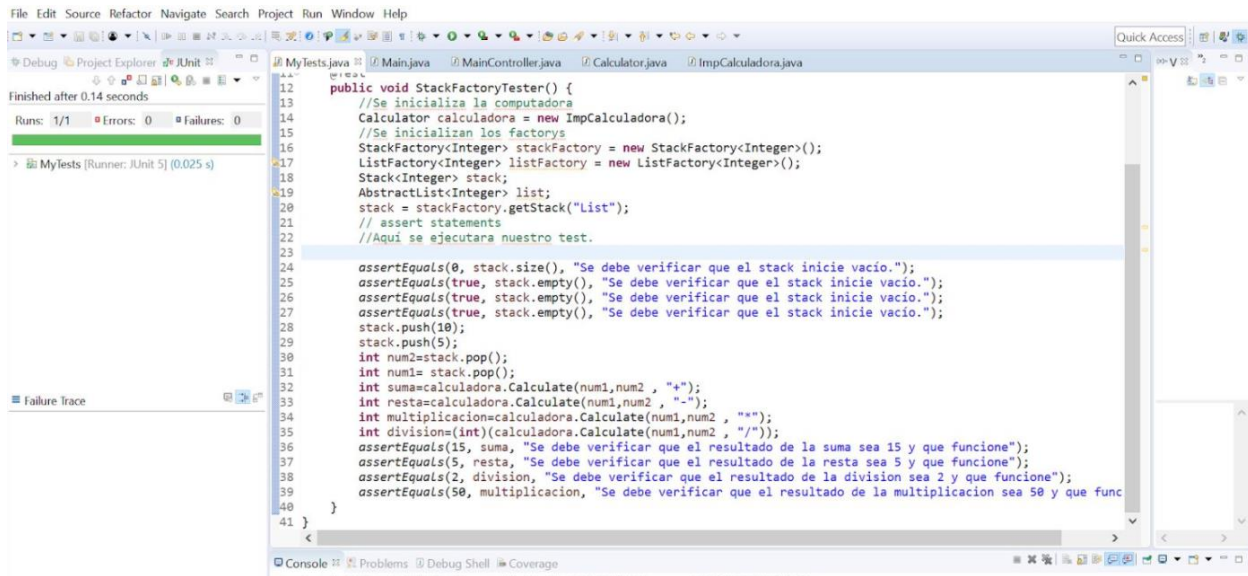 File Edit Source Refactor Navigate Search Project Run Window Help
Quick Access
Debug Project Explorer JUnit
MyTests.java Main.java MainController.java Calculator.java ImpCalculadora.java
Finished after 0.14 seconds
Runs: 1/1 Errors: 0 Failures: 0
MyTests [Runner: JUnit 5] (0.025 s)
Failure Trace
11 @Test
12 public void StackFactoryTester() {
13 //Se inicializa la computadora
14 Calculator calculadora = new ImpCalculadora();
15 //Se inicializan los factorys
16 StackFactory<Integer> stackFactory = new StackFactory<Integer>();
17 ListFactory<Integer> listFactory = new ListFactory<Integer>();
18 Stack<Integer> stack;
19 AbstractList<Integer> list;
20 stack = stackFactory.getStack("List");
21 // assert statements
22 //Aquí se ejecutara nuestro test.
23
24 assertEquals(0, stack.size(), "Se debe verificar que el stack inicie vacío.");
25 assertEquals(true, stack.empty(), "Se debe verificar que el stack inicie vacío.");
26 assertEquals(true, stack.empty(), "Se debe verificar que el stack inicie vacío.");
27 assertEquals(true, stack.empty(), "Se debe verificar que el stack inicie vacío.");
28 stack.push(10);
29 stack.push(5);
30 int num2=stack.pop();
31 int num1= stack.pop();
32 int suma=calculadora.Calculate(num1,num2 , "+");
33 int resta=calculadora.Calculate(num1,num2 , "-");
34 int multiplicacion=calculadora.Calculate(num1,num2 , "*");
35 int division=(int)(calculadora.Calculate(num1,num2 , "/"));
36 assertEquals(15, suma, "Se debe verificar que el resultado de la suma sea 15 y que funcione");
37 assertEquals(5, resta, "Se debe verificar que el resultado de la resta sea 5 y que funcione");
38 assertEquals(2, division, "Se debe verificar que el resultado de la division sea 2 y que funcione");
39 assertEquals(50, multiplicacion, "Se debe verificar que el resultado de la multiplicacion sea 50 y que func
40 }
41 }
Console Problems Debug Shell Coverage